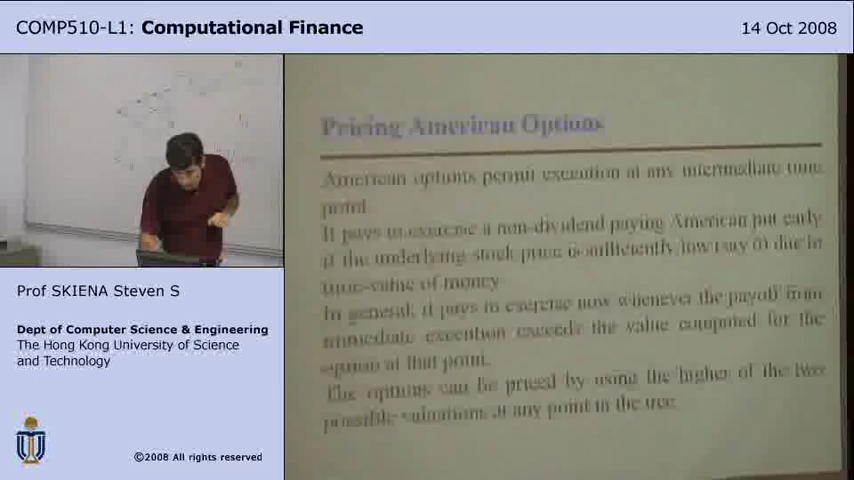 COMP510-L1: Computational Finance
14 Oct 2008
Pricing American Options
American options permit execution at any intermediate time
point.
It pays to exercise a non-dividend paying American put early
if the underlying stock price is sufficiently low (say 0) due to
time-value of money.
In general, it pays to exercise now whenever the payoff from
immediate execution exceeds the value computed for the
option at that point.
The options can be priced by using the higher of the two
possible valuations at any point in the tree.
Prof SKIENA Steven S
Dept of Computer Science & Engineering
The Hong Kong University of Science
and Technology
©2008 All rights reserved